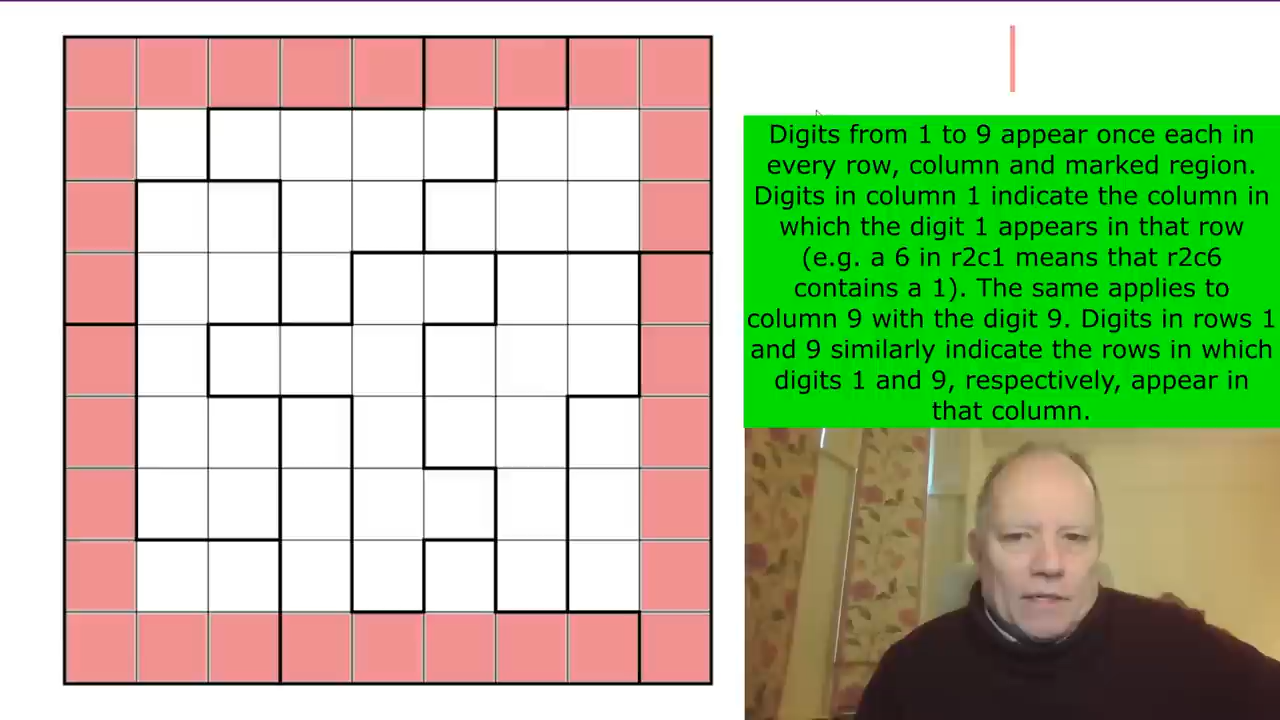 Digits from 1 to 9 appear once each in
every row, column and marked region.
Digits in column 1 indicate the column in
which the digit 1 appears in that row
(e.g. a 6 in r2c1 means that r2c6
contains a 1). The same applies to
column 9 with the digit 9. Digits in rows 1
and 9 similarly indicate the rows in which
digits 1 and 9, respectively, appear in
that column.